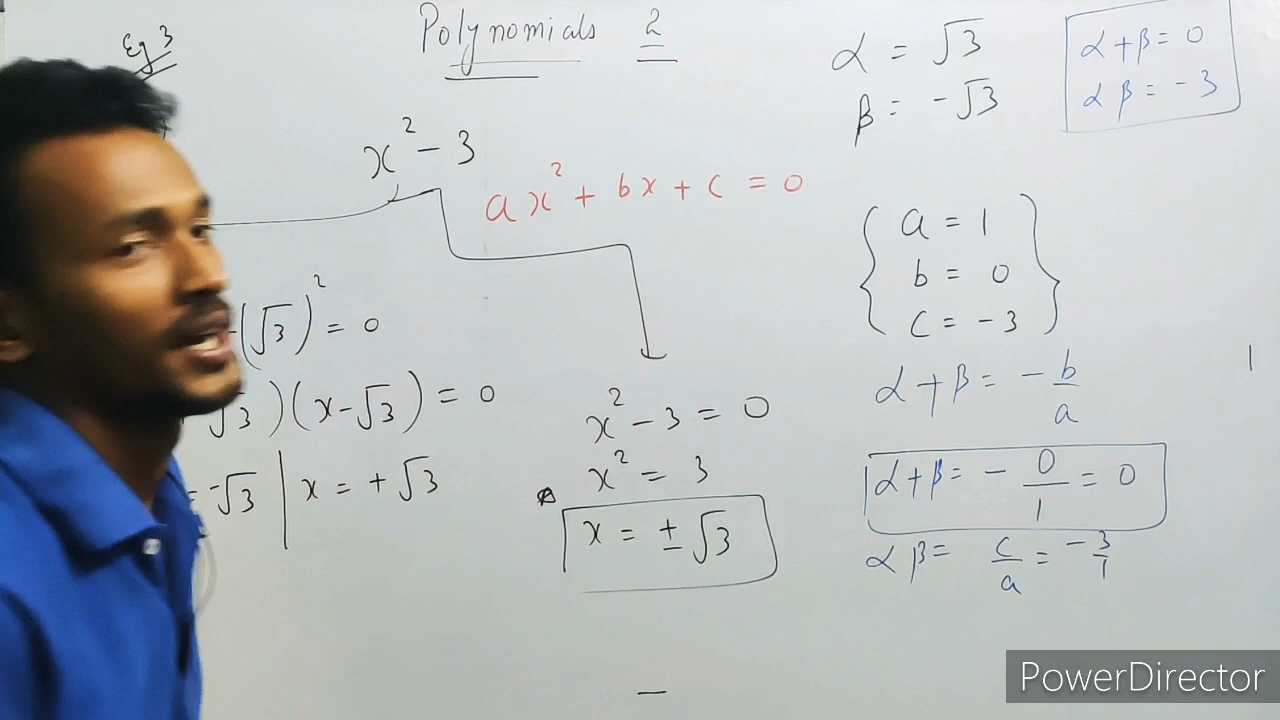 Polynomials 2
Eg 3
x² - 3
ax² + bx + c = 0
(√3)² = 0
√3)(x - √3) = 0
= -√3 | x = +√3
x² - 3 = 0
x² = 3
x = ± √3
α = √3
β = -√3
α + β = 0
α β = -3
a = 1
b = 0
c = -3
α + β = - b/a
α + β = - 0/1 = 0
α β = c/a = -3/1
PowerDirector